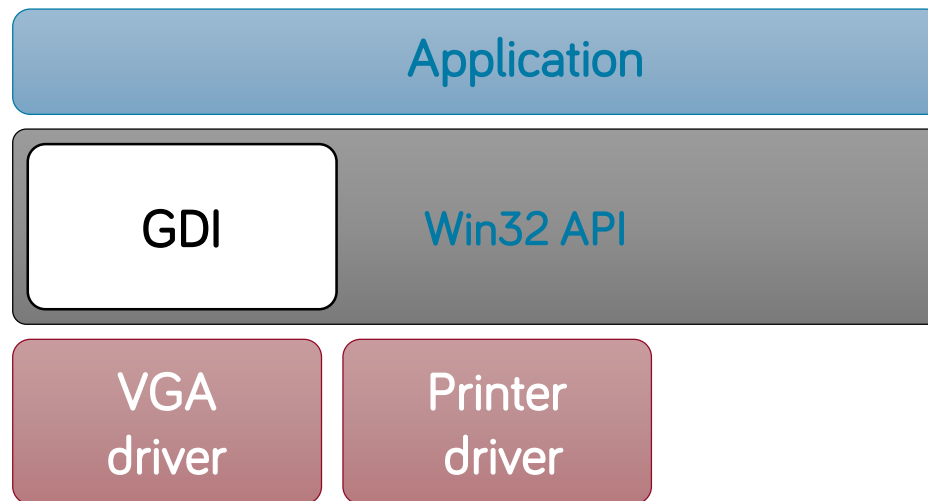 Application
GDI
Win32 API
VGA
driver
Printer
driver